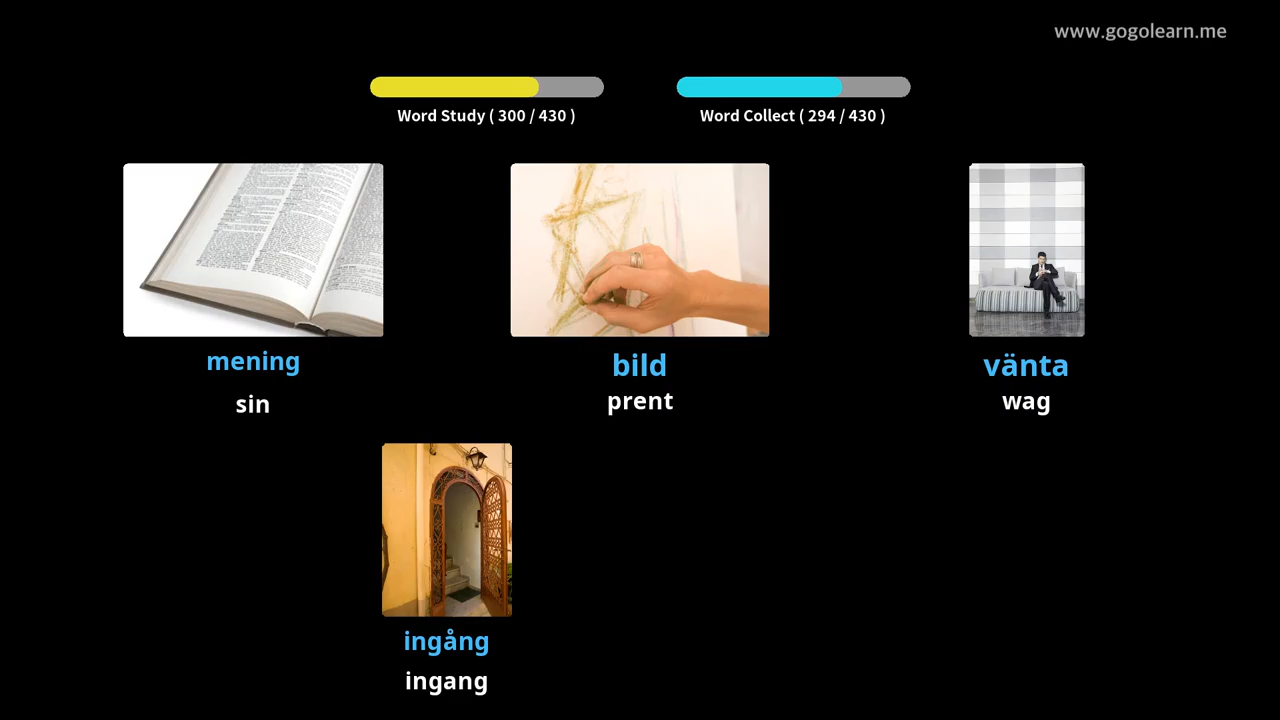 www.gogolearn.me
Word Study ( 300 / 430 )
Word Collect ( 294 / 430 )
mening
sin
bild
prent
vänta
wag
ingång
ingang